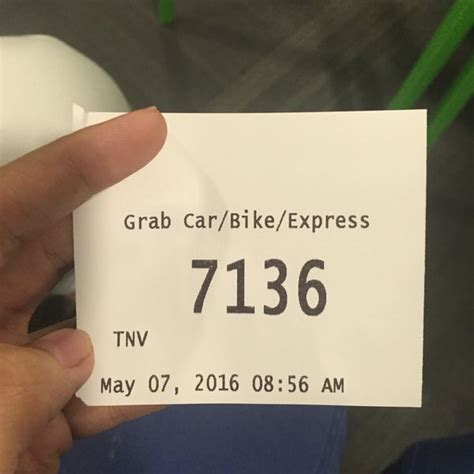 Grab Car/Bike/Express
7136
TNV
May 07, 2016 08:56 AM